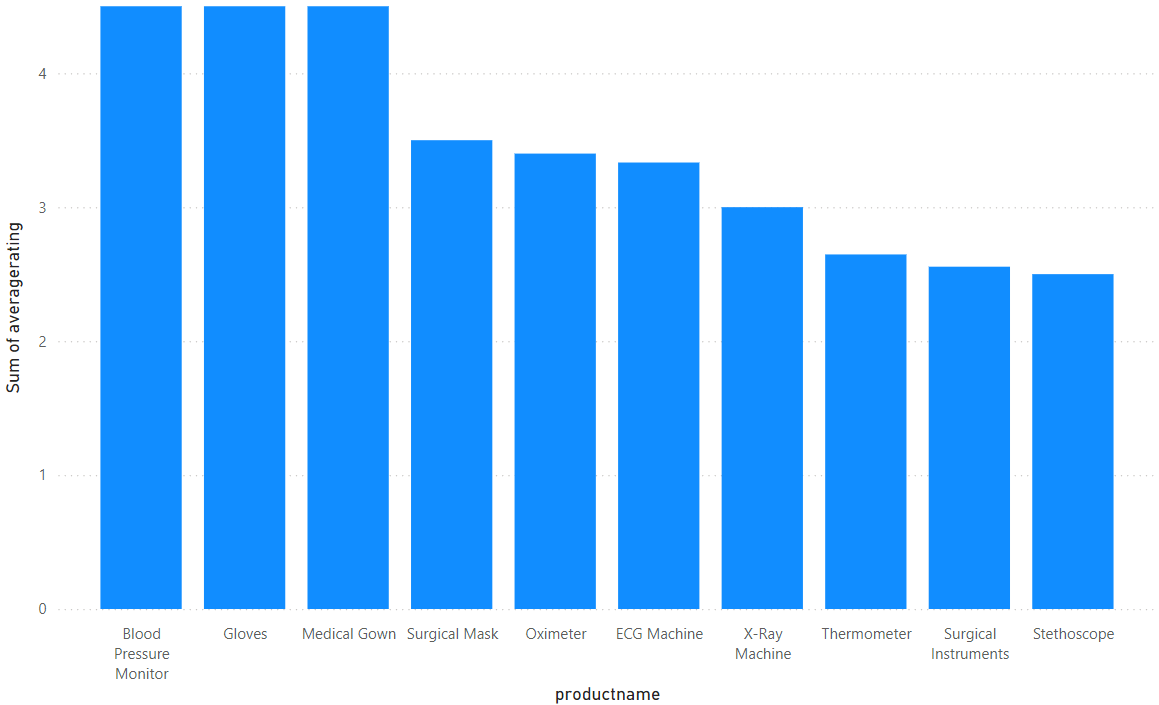 4
3
2
1
0
Sum of averagerating
Blood
Pressure
Monitor
Gloves
Medical Gown
Surgical Mask
Oximeter
ECG Machine
X-Ray
Machine
Thermometer
Surgical
Instruments
Stethoscope
productname